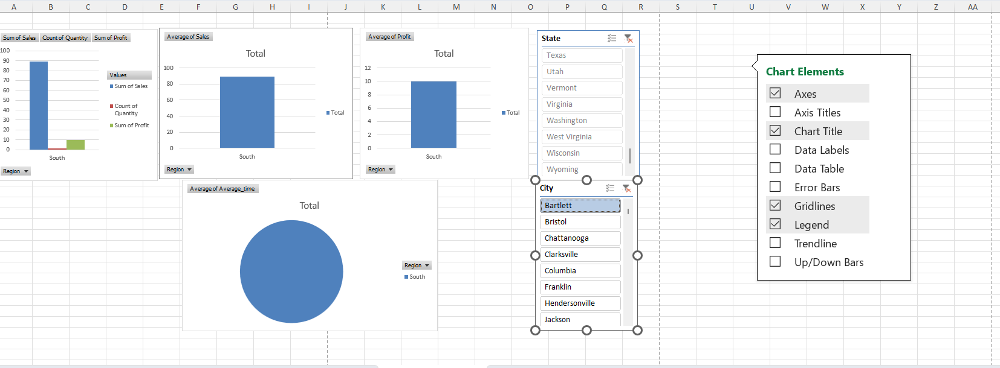 A B C D E F G H I J K L M N O P Q R S T U V W X Y Z AA
Sum of Sales Count of Quantity Sum of Profit
100
90
80
70
60
50
40
30
20
10
0
South
Values
Sum of Sales
Count of
Quantity
Sum of Profit
Region
Average of Sales
Total
100
80
60
40
20
0
South
Total
Region
Average of Profit
Total
12
10
8
6
4
2
0
South
Total
Region
Average of Average_time
Total
Region
South
State
Texas
Utah
Vermont
Virginia
Washington
West Virginia
Wisconsin
Wyoming
City
Bartlett
Bristol
Chattanooga
Clarksville
Columbia
Franklin
Hendersonville
Jackson
Chart Elements
Axes
Axis Titles
Chart Title
Data Labels
Data Table
Error Bars
Gridlines
Legend
Trendline
Up/Down Bars